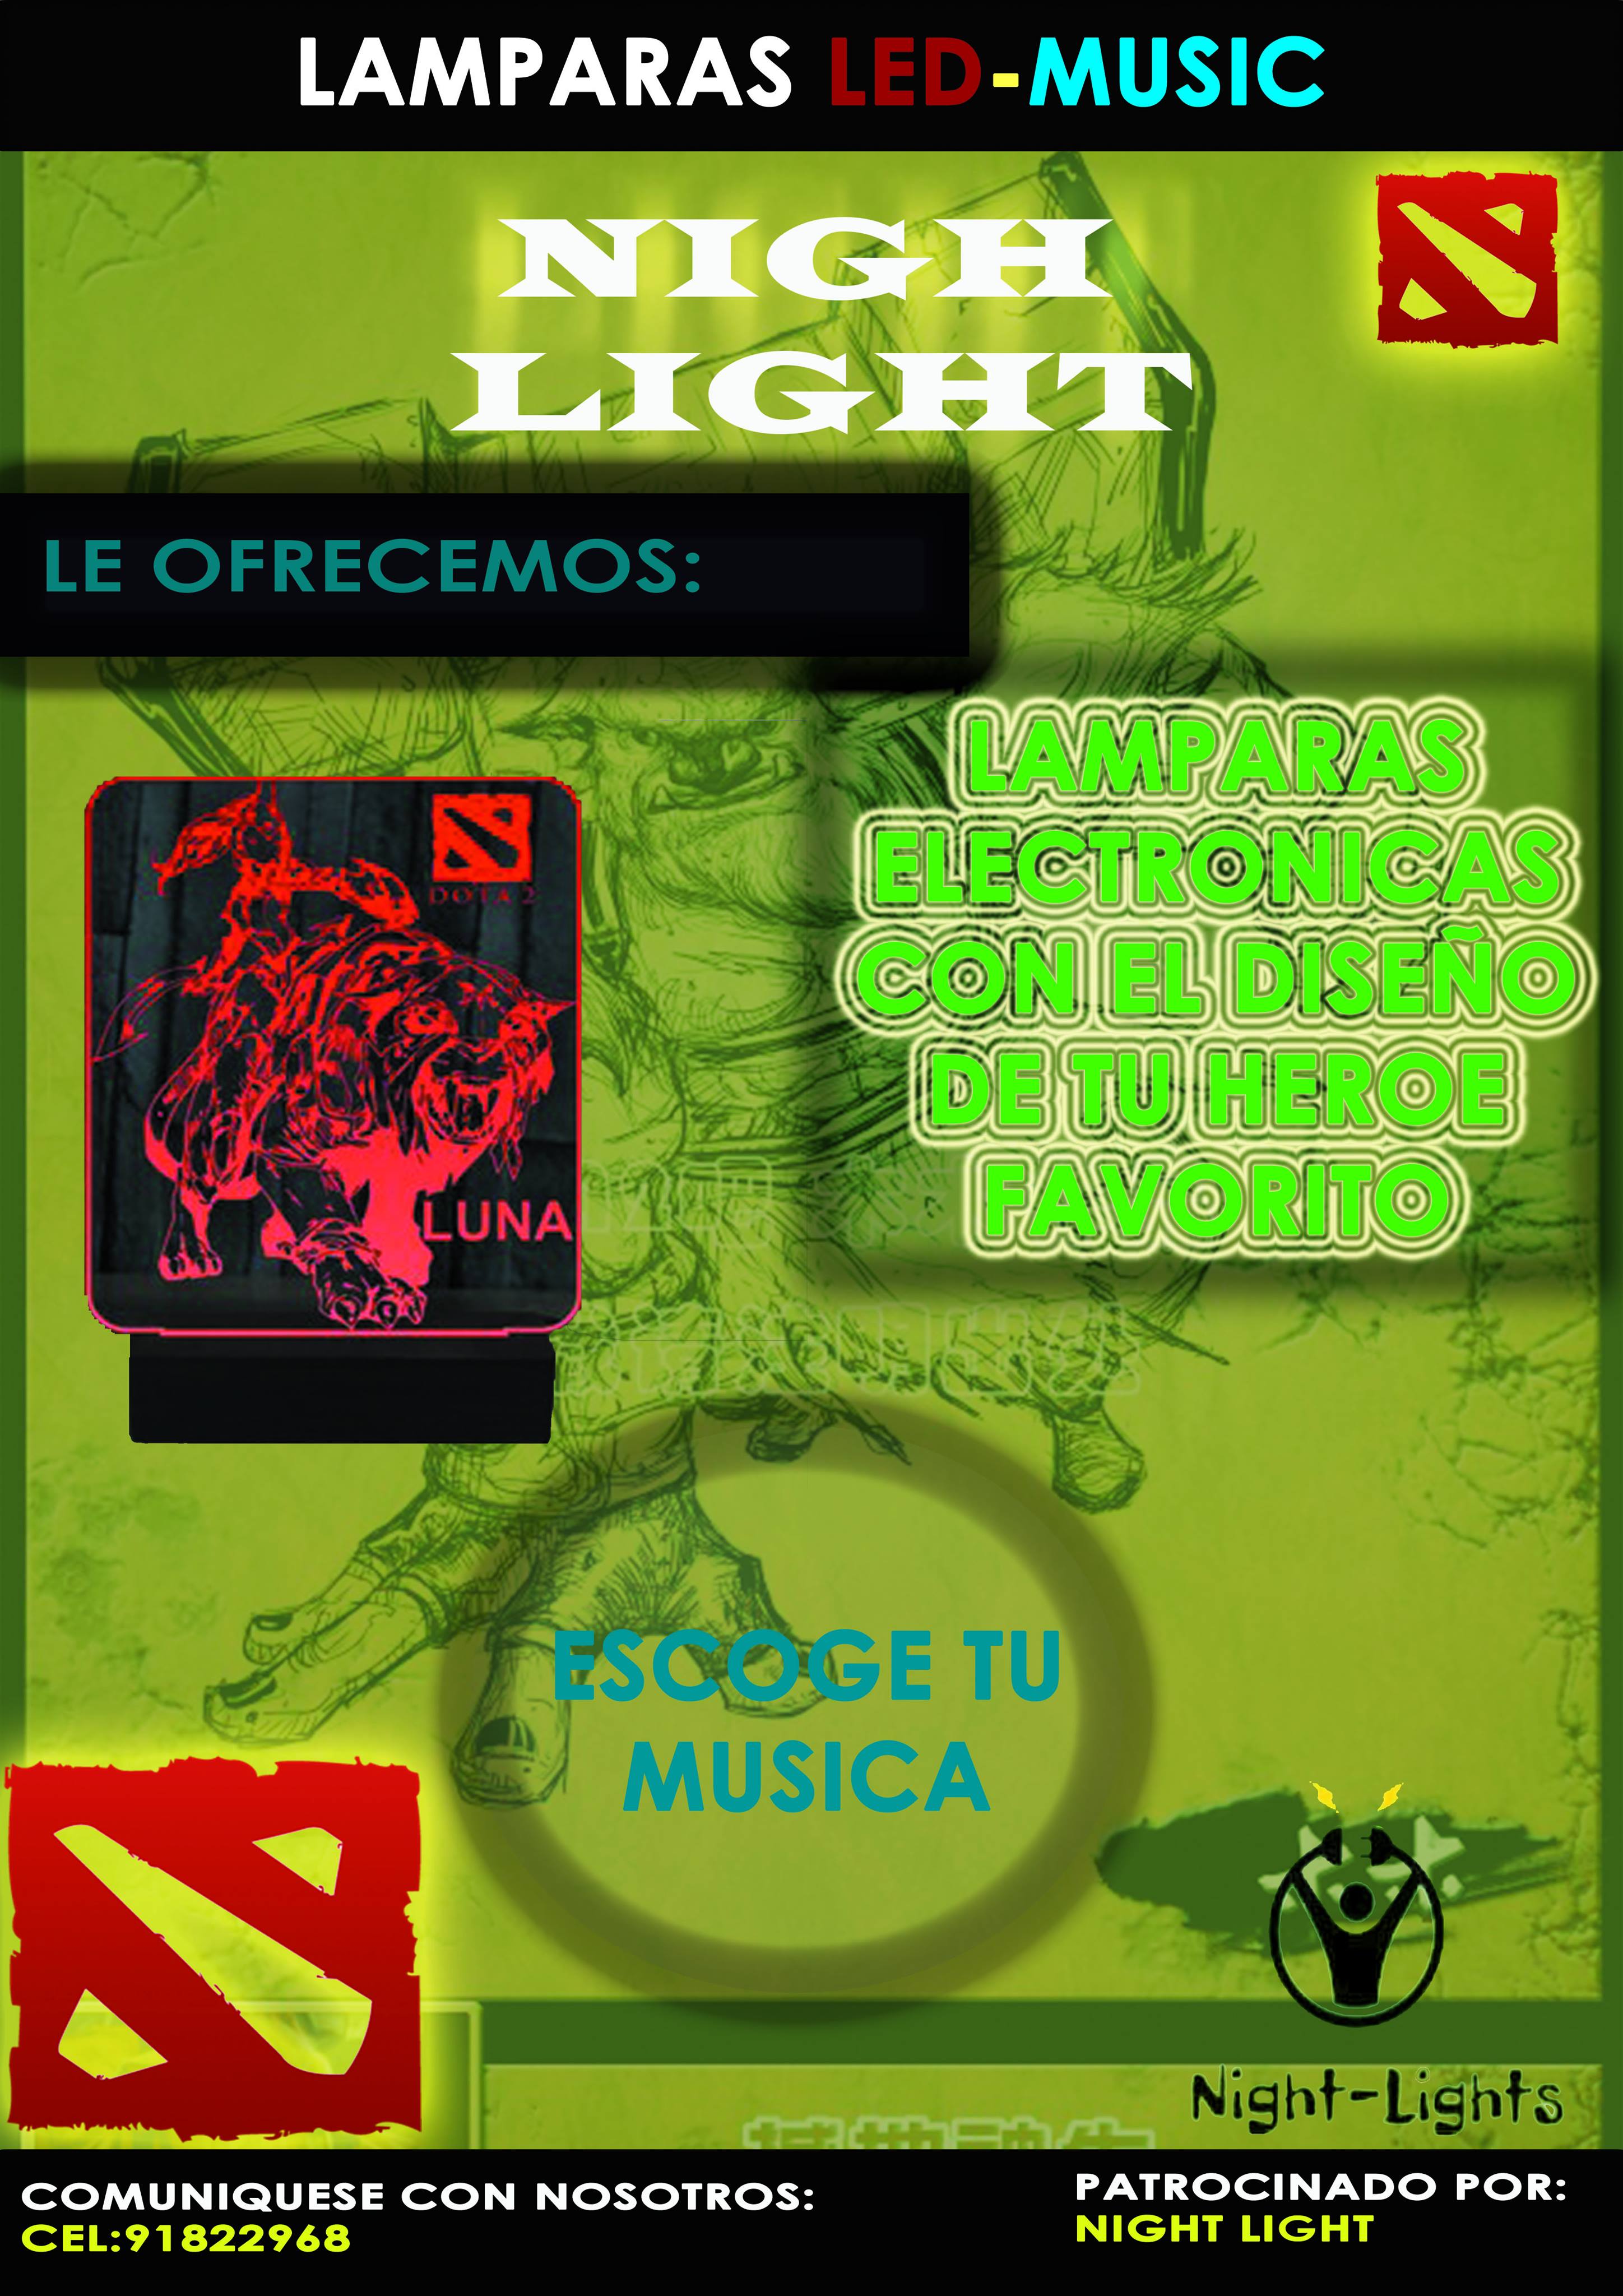 LAMPARAS LED-MUSIC
NIGH
LIGHT
LE OFRECEMOS:
LAMPARAS
ELECTRONICAS
CON EL DISEÑO
DE TU HEROE
FAVORITO
DOTA 2
LUNA
ESCOGE TU
MUSICA
Night-Lights
COMUNIQUESE CON NOSOTROS:
CEL:91822968
PATROCINADO POR:
NIGHT LIGHT